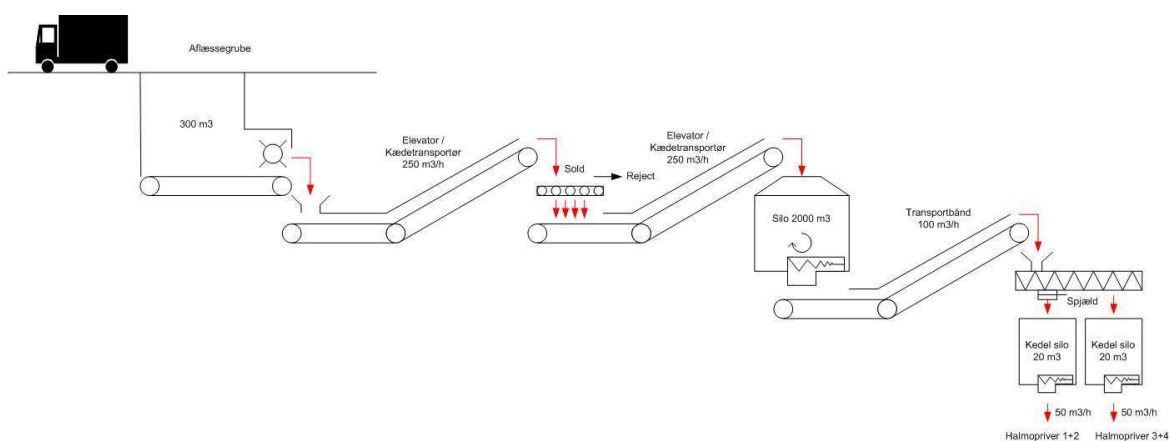 Aflæssegrube
300 m3
Elevator /
Kædetransportør
250 m3/h
Sold
Reject
Elevator /
Kædetransportør
250 m3/h
Silo 2000 m3
Transportbånd
100 m3/h
Spjæld
Kedel silo
20 m3
Kedel silo
20 m3
50 m3/h
50 m3/h
Halmopriver 1+2
Halmopriver 3+4